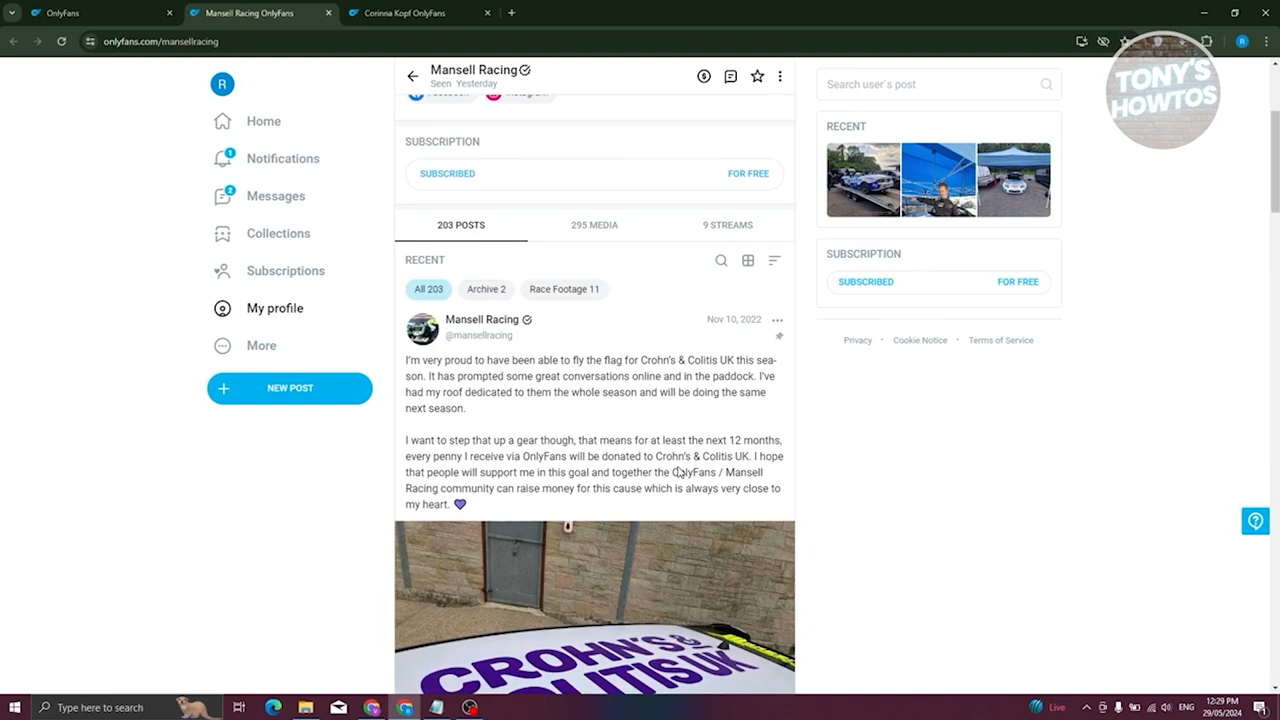 OnlyFans
Mansell Racing OnlyFans
Corinna Kopf OnlyFans
onlyfans.com/mansellracing
R
TONY'S
HOWTOS
R
Home
1
Notifications
2
Messages
Collections
Subscriptions
My profile
More
NEW POST
Mansell Racing
Seen Yesterday
SUBSCRIPTION
SUBSCRIBED
FOR FREE
203 POSTS
295 MEDIA
9 STREAMS
RECENT
All 203
Archive 2
Race Footage 11
Mansell Racing
Nov 10, 2022
@mansellracing
I'm very proud to have been able to fly the flag for Crohn's & Colitis UK this sea-
son. It has prompted some great conversations online and in the paddock. I've
had my roof dedicated to them the whole season and will be doing the same
next season.
I want to step that up a gear though, that means for at least the next 12 months,
every penny I receive via OnlyFans will be donated to Crohn's & Colitis UK. I hope
that people will support me in this goal and together the OnlyFans / Mansell
Racing community can raise money for this cause which is always very close to
my heart. 💜
CROHN'S &
COLITIS UK
Search user's post
RECENT
SUBSCRIPTION
SUBSCRIBED
FOR FREE
Privacy
Cookie Notice
Terms of Service
Type here to search
Live
ENG
12:29 PM
29/05/2024
1